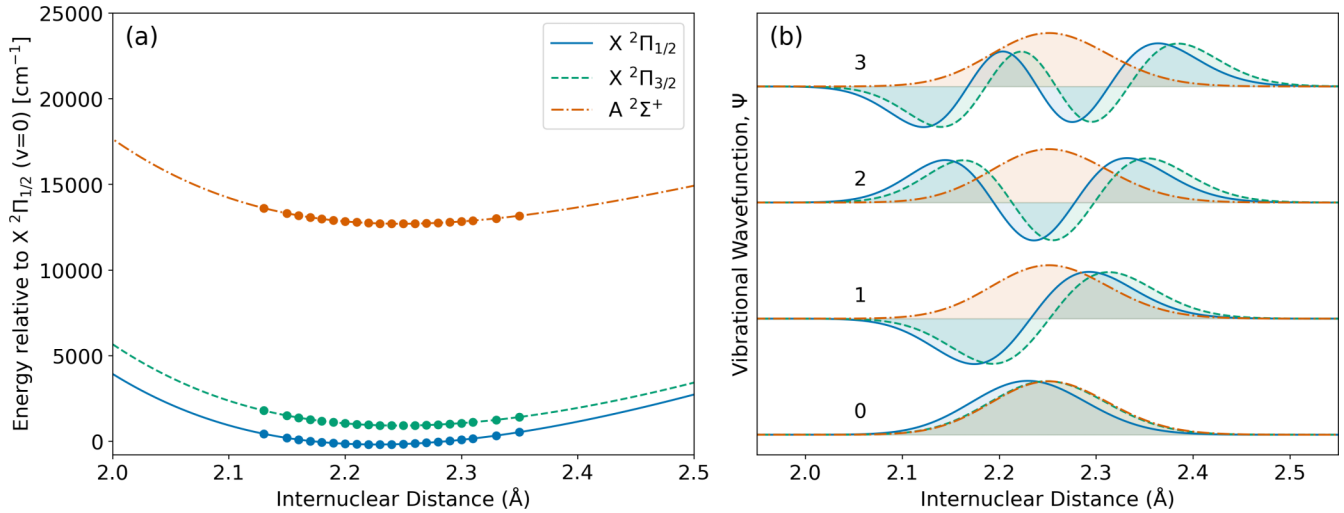 (a)
X ²Π₁/₂
X ²Π₃/₂
A ²Σ⁺
Energy relative to X ²Π₁/₂ (v=0) [cm⁻¹]
25000
20000
15000
10000
5000
0
2.0 2.1 2.2 2.3 2.4 2.5
Internuclear Distance (Å)
(b)
Vibrational Wavefunction, Ψ
3
2
1
0
2.0 2.1 2.2 2.3 2.4 2.5
Internuclear Distance (Å)